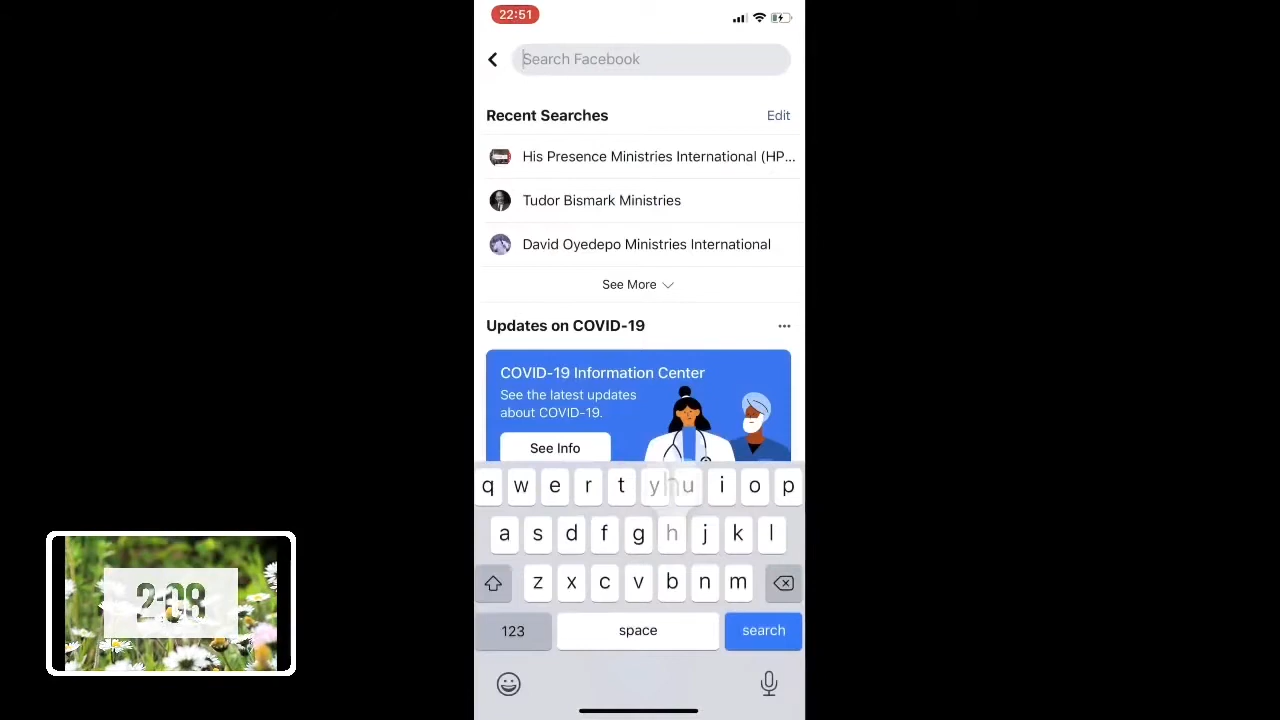 22:51
Search Facebook
Recent Searches
Edit
His Presence Ministries International (HP...
Tudor Bismark Ministries
David Oyedepo Ministries International
See More
Updates on COVID-19
COVID-19 Information Center
See the latest updates
about COVID-19.
See Info
q w e r t y h u i o p
a s d f g h j k l
z x c v b n m
123
space
search